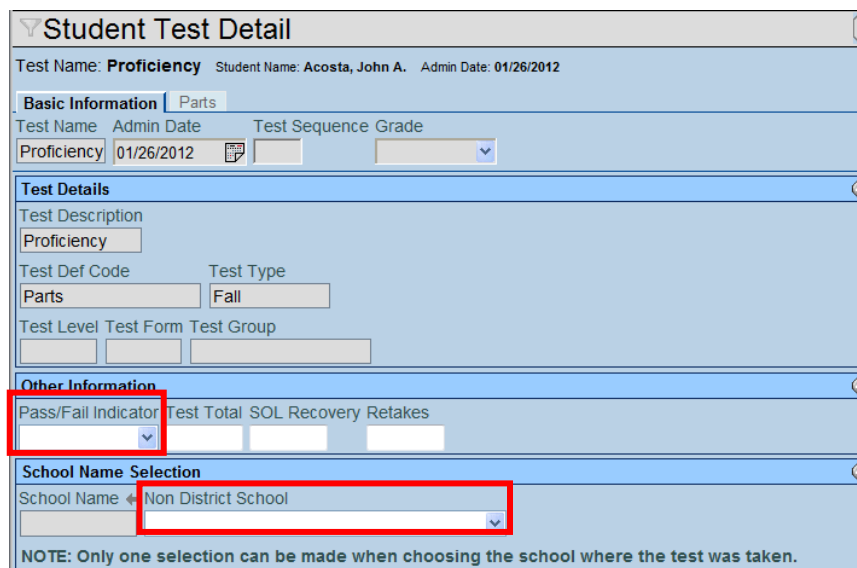 Student Test Detail
Test Name: Proficiency Student Name: Acosta, John A. Admin Date: 01/26/2012
Basic Information Parts
Test Name Admin Date Test Sequence Grade
Proficiency 01/26/2012
Test Details
Test Description
Proficiency
Test Def Code Test Type
Parts Fall
Test Level Test Form Test Group
Other Information
Pass/Fail Indicator Test Total SOL Recovery Retakes
School Name Selection
School Name Non District School
NOTE: Only one selection can be made when choosing the school where the test was taken.